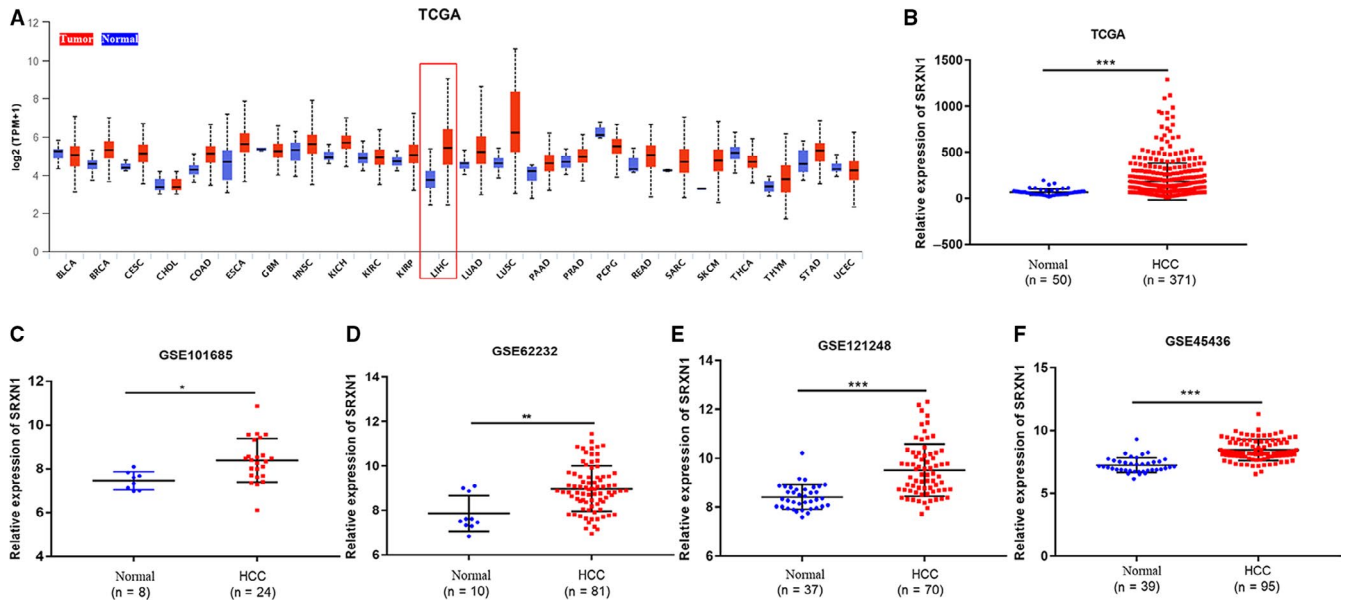 A
TCGA
Tumor Normal
log2 (TPM+1)
12
10
8
6
4
2
0
BLCA BRCA CESC CHOL COAD ESCA GBM HNSC KICH KIRC KIRP LIHC LUAD LUSC PAAD PRAD PCPG READ SARC SKCM THCA THYM STAD UCEC
B
TCGA
Relative expression of SRXN1
1500
1000
500
0
−500
***
Normal HCC
(n = 50) (n = 371)
C
GSE101685
Relative expression of SRXN1
12
10
8
6
4
*
Normal HCC
(n = 8) (n = 24)
D
GSE62232
Relative expression of SRXN1
14
12
10
8
6
**
Normal HCC
(n = 10) (n = 81)
E
GSE121248
Relative expression of SRXN1
14
12
10
8
6
***
Normal HCC
(n = 37) (n = 70)
F
GSE45436
Relative expression of SRXN1
15
10
5
0
***
Normal HCC
(n = 39) (n = 95)